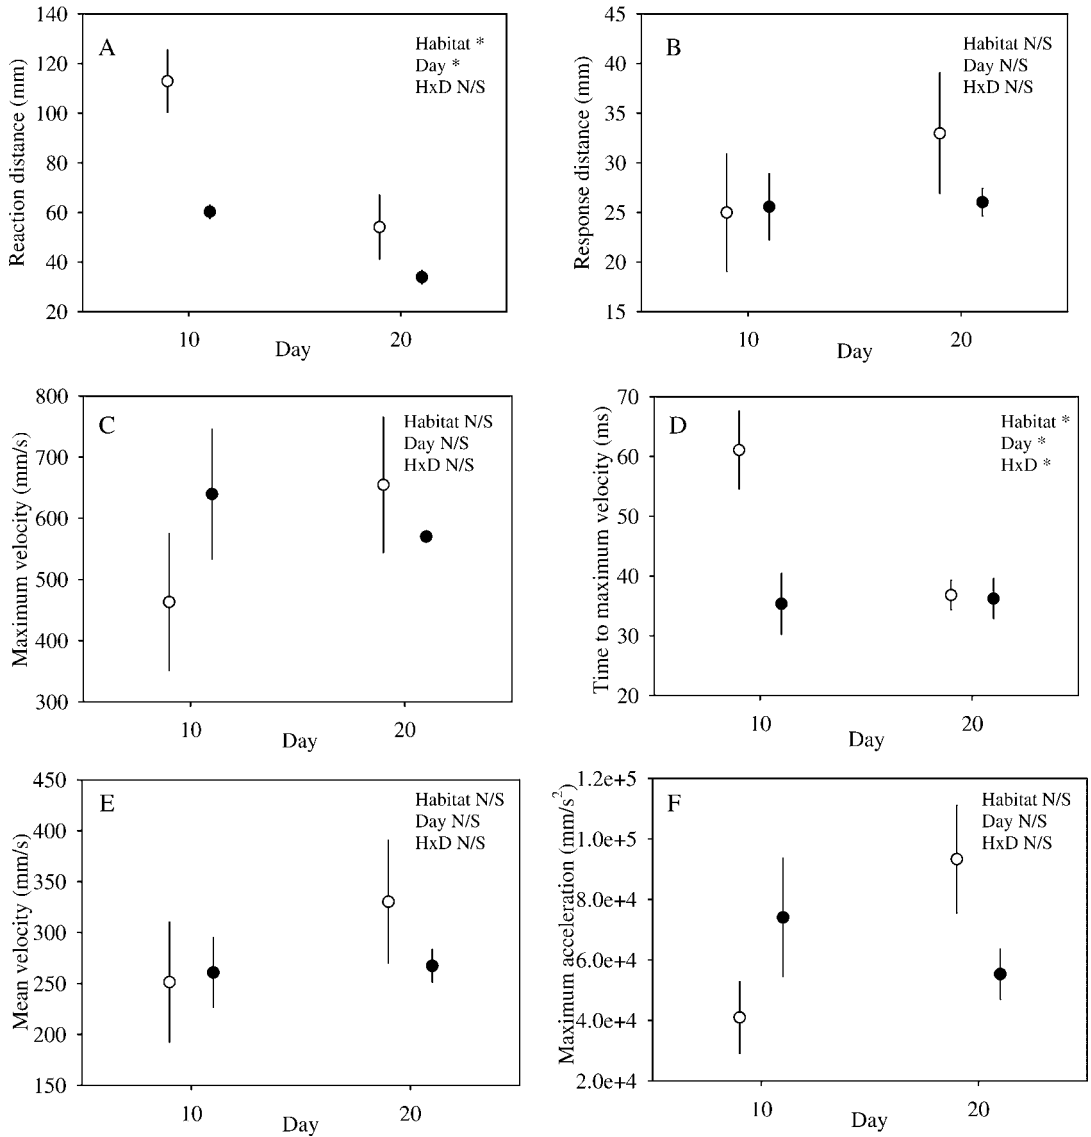 A
Habitat *
Day *
HxD N/S
Reaction distance (mm)
140
120
100
80
60
40
20
10
20
Day
B
Habitat N/S
Day N/S
HxD N/S
Response distance (mm)
45
40
35
30
25
20
15
10
20
Day
C
Habitat N/S
Day N/S
HxD N/S
Maximum velocity (mm/s)
800
700
600
500
400
300
10
20
Day
D
Habitat *
Day *
HxD *
Time to maximum velocity (ms)
70
60
50
40
30
20
10
20
Day
E
Habitat N/S
Day N/S
HxD N/S
Mean velocity (mm/s)
450
400
350
300
250
200
150
10
20
Day
F
Habitat N/S
Day N/S
HxD N/S
Maximum acceleration (mm/s²)
1.2e+5
1.0e+5
8.0e+4
6.0e+4
4.0e+4
2.0e+4
10
20
Day